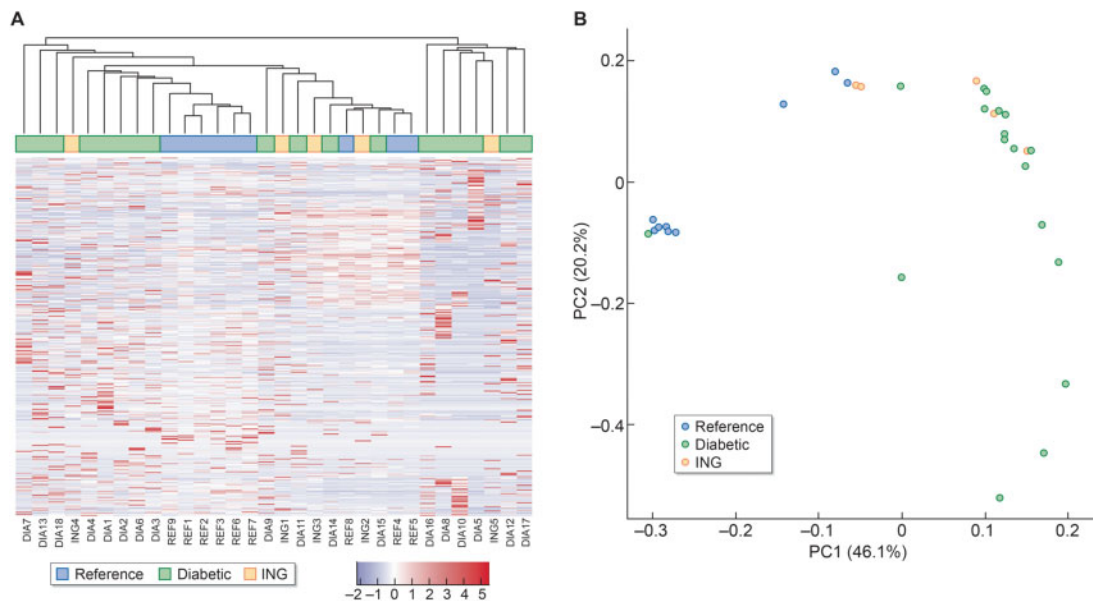 A
DIA7 DIA13 DIA18 ING4 DIA4 DIA1 DIA2 DIA6 DIA3 REF9 REF1 REF2 REF3 REF6 REF7 DIA9 ING1 DIA11 ING3 DIA14 REF8 ING2 DIA15 REF4 REF5 DIA16 DIA8 DIA10 DIA5 ING5 DIA12 DIA17
Reference Diabetic ING
−2 −1 0 1 2 3 4 5
B
0.2
0
−0.2
−0.4
PC2 (20.2%)
Reference
Diabetic
ING
−0.3 −0.2 −0.1 0 0.1 0.2
PC1 (46.1%)